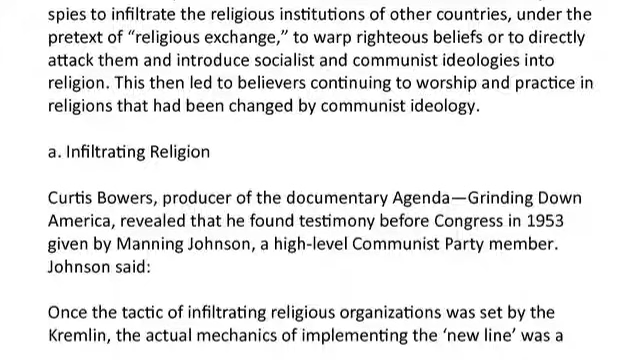 spies to infiltrate the religious institutions of other countries, under the
pretext of “religious exchange,” to warp righteous beliefs or to directly
attack them and introduce socialist and communist ideologies into
religion. This then led to believers continuing to worship and practice in
religions that had been changed by communist ideology.
a. Infiltrating Religion
Curtis Bowers, producer of the documentary Agenda—Grinding Down
America, revealed that he found testimony before Congress in 1953
given by Manning Johnson, a high-level Communist Party member.
Johnson said:
Once the tactic of infiltrating religious organizations was set by the
Kremlin, the actual mechanics of implementing the ‘new line’ was a